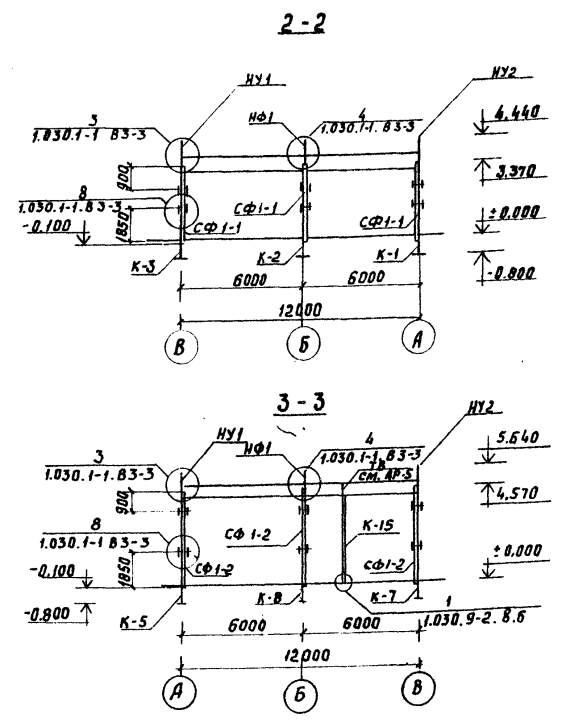 2-2
НУ1
НУ2
3
1.030.1-1 В3-3
НФ1
4
1.030.1-1. В3-3
4.440
900
3.370
8
1.030.1-1. В3-3
СФ1-1
СФ1-1
±0.000
-0.100
1850
СФ1-1
К-3
К-2
К-1
-0.800
6000
6000
12000
В
Б
А
3-3
НУ1
НУ2
3
1.030.1-1. В3-3
НФ1
4
1.030.1-1. В3-3
ТВ
см. АР-5
5.640
900
4.570
8
1.030.1-1 В3-3
СФ1-2
К-15
-0.100
1850
СФ1-2
СФ1-2
±0.000
-0.800
К-5
К-8
К-7
1
1.030.9-2. В.6
6000
6000
12000
А
Б
В